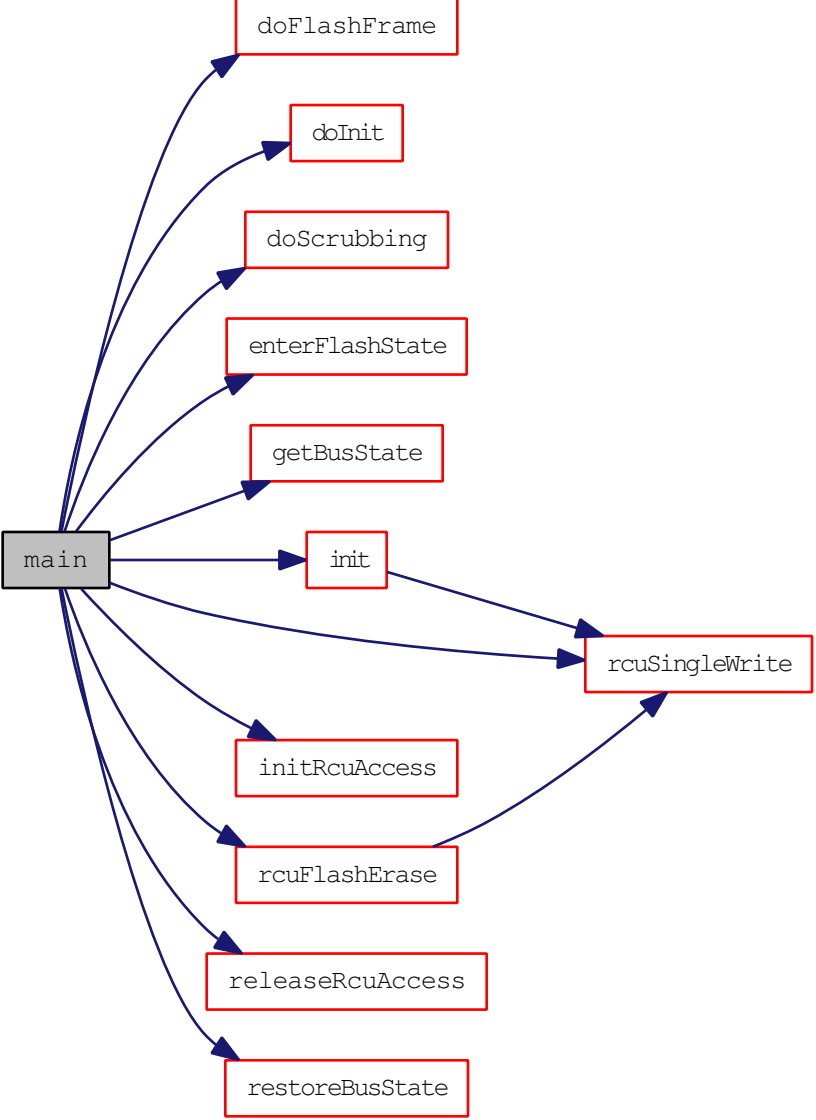 doFlashFrame
doInit
doScrubbing
enterFlashState
getBusState
main
init
rcuSingleWrite
initRcuAccess
rcuFlashErase
releaseRcuAccess
restoreBusState